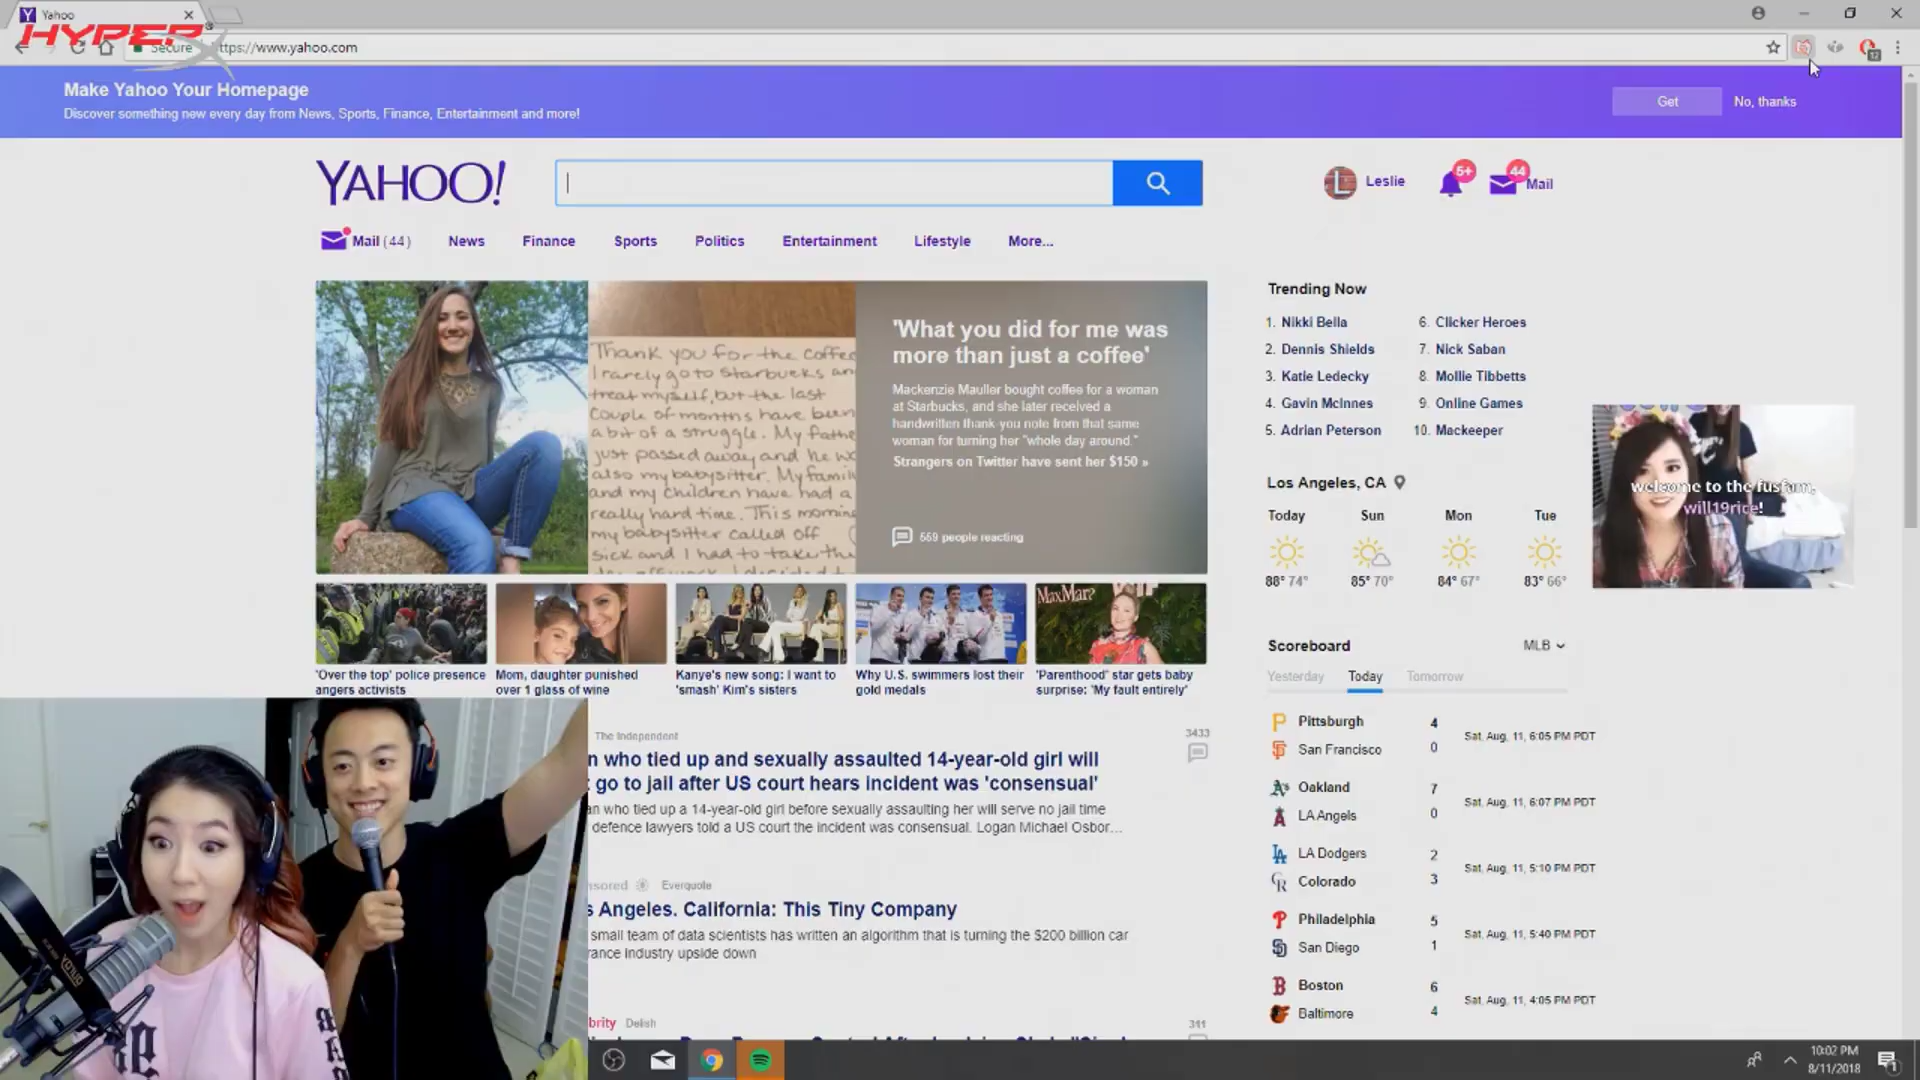 Yahoo
HYPERX
Secure
https://www.yahoo.com
12
Make Yahoo Your Homepage
Discover something new every day from News, Sports, Finance, Entertainment and more!
Get
No, thanks
YAHOO!
Leslie
5+
44
Mail
Mail (44)
News
Finance
Sports
Politics
Entertainment
Lifestyle
More...
Thank you for the coffee
I rarely go to Starbucks an
treat myself, but the last
couple of months have been
a bit of a struggle. My fathe
just passed away and he wa
also my babysitter. My famil
and my children have had a
really hard time. This mornin
my babysitter called off
sick and I had to take the
'What you did for me was
more than just a coffee'
Mackenzie Mauller bought coffee for a woman
at Starbucks, and she later received a
handwritten thank-you note from that same
woman for turning her "whole day around."
Strangers on Twitter have sent her $150 »
569 people reacting
MaxMara
'Over the top' police presence
angers activists
Mom, daughter punished
over 1 glass of wine
Kanye's new song: I want to
'smash' Kim's sisters
Why U.S. swimmers lost their
gold medals
'Parenthood' star gets baby
surprise: 'My fault entirely'
The Independent
3433
n who tied up and sexually assaulted 14-year-old girl will
t go to jail after US court hears incident was 'consensual'
an who tied up a 14-year-old girl before sexually assaulting her will serve no jail time
defence lawyers told a US court the incident was consensual. Logan Michael Osbor...
nsored
Everquote
s Angeles. California: This Tiny Company
small team of data scientists has written an algorithm that is turning the $200 billion car
rance industry upside down
brity
Delish
311
Trending Now
1. Nikki Bella
2. Dennis Shields
3. Katie Ledecky
4. Gavin McInnes
5. Adrian Peterson
6. Clicker Heroes
7. Nick Saban
8. Mollie Tibbetts
9. Online Games
10. Mackeeper
welcome to the fusfam,
will19rice!
Los Angeles, CA
Today
Sun
Mon
Tue
88° 74°
85° 70°
84° 67°
83° 66°
Scoreboard
MLB
Yesterday
Today
Tomorrow
Pittsburgh 4
San Francisco 0
Sat, Aug. 11, 6:05 PM PDT
Oakland 7
LA Angels 0
Sat, Aug. 11, 6:07 PM PDT
LA Dodgers 2
Colorado 3
Sat, Aug. 11, 5:10 PM PDT
Philadelphia 5
San Diego 1
Sat, Aug. 11, 5:40 PM PDT
Boston 6
Baltimore 4
Sat, Aug. 11, 4:05 PM PDT
10:02 PM
8/11/2018
1